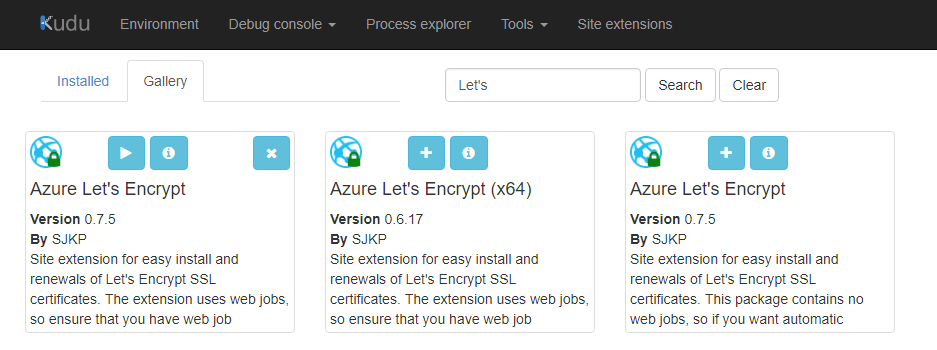 Kudu Environment Debug console Process explorer Tools Site extensions
Installed Gallery Let's Search Clear
Azure Let's Encrypt
Version 0.7.5
By SJKP
Site extension for easy install and
renewals of Let's Encrypt SSL
certificates. The extension uses web jobs,
so ensure that you have web job
Azure Let's Encrypt (x64)
Version 0.6.17
By SJKP
Site extension for easy install and
renewals of Let's Encrypt SSL
certificates. The extension uses web jobs,
so ensure that you have web job
Azure Let's Encrypt
Version 0.7.5
By SJKP
Site extension for easy install and
renewals of Let's Encrypt SSL
certificates. This package contains no
web jobs, so if you want automatic